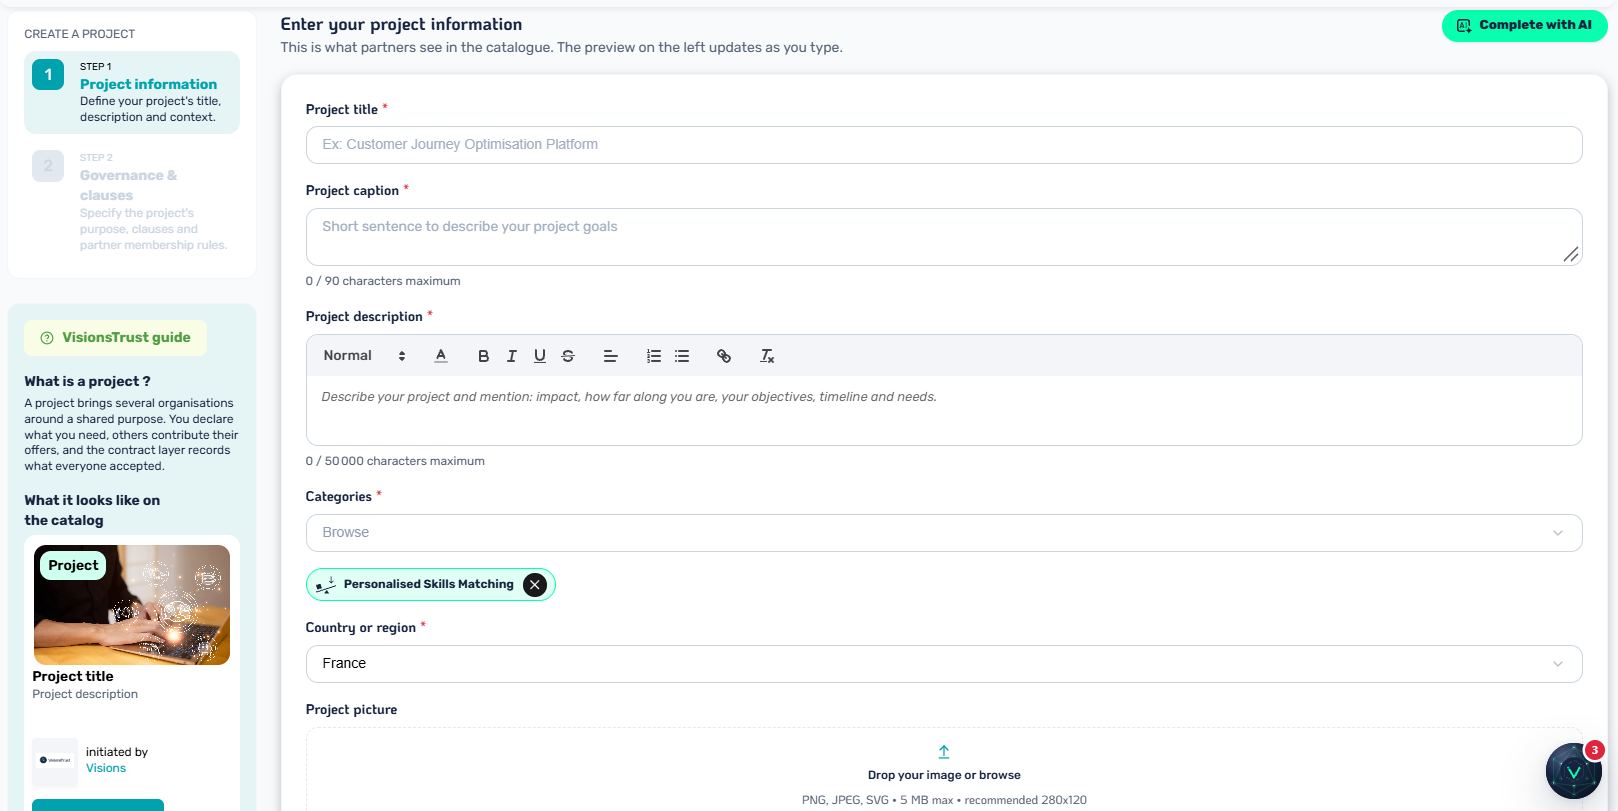 CREATE A PROJECT
1
STEP 1
Project information
Define your project's title,
description and context.
2
STEP 2
Governance &
clauses
Specify the project's
purpose, clauses and
partner membership rules.
VisionsTrust guide
What is a project ?
A project brings several organisations
around a shared purpose. You declare
what you need, others contribute their
offers, and the contract layer records
what everyone accepted.
What it looks like on
the catalog
Project
Project title
Project description
VisionsTrust
initiated by
Visions
Enter your project information
This is what partners see in the catalogue. The preview on the left updates as you type.
Complete with AI
Project title *
Ex: Customer Journey Optimisation Platform
Project caption *
Short sentence to describe your project goals
0 / 90 characters maximum
Project description *
Normal
Describe your project and mention: impact, how far along you are, your objectives, timeline and needs.
0 / 50 000 characters maximum
Categories *
Browse
Personalised Skills Matching
Country or region *
France
Project picture
Drop your image or browse
PNG, JPEG, SVG • 5 MB max • recommended 280x120
3